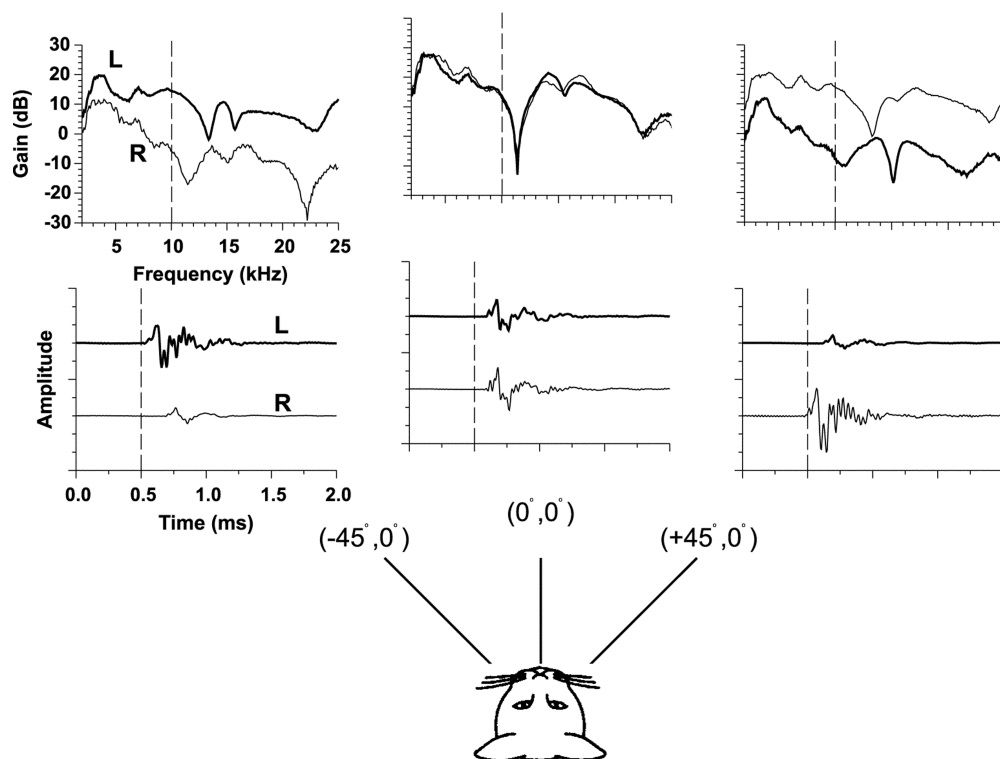 30
20
10
0
-10
-20
-30
Gain (dB)
L
R
5 10 15 20 25
Frequency (kHz)
Amplitude
L
R
0.0 0.5 1.0 1.5 2.0
Time (ms)
(0°,0°)
(-45°,0°)
(+45°,0°)